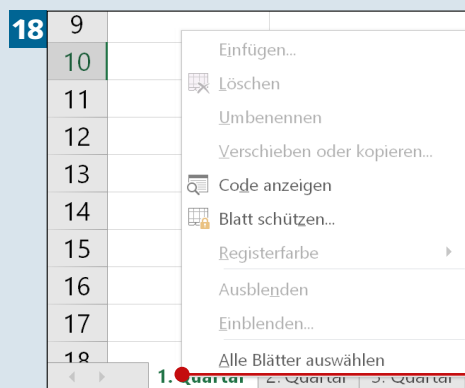 18
9
10
11
12
13
14
15
16
17
18
Einfügen...
Löschen
Umbenennen
Verschieben oder kopieren...
Code anzeigen
Blatt schützen...
Registerfarbe
Ausblenden
Einblenden...
Alle Blätter auswählen
1. Quartal 2. Quartal 3. Quartal